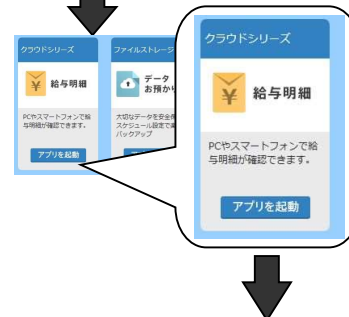 クラウドシリーズ
給与明細
PCやスマートフォンで給
与明細が確認できます。
アプリを起動
ファイルストレージ
データ
お預か
大切なデータを安全
スケジュール設定で
バックアップ
クラウドシリーズ
給与明細
PCやスマートフォンで給
与明細が確認できます。
アプリを起動